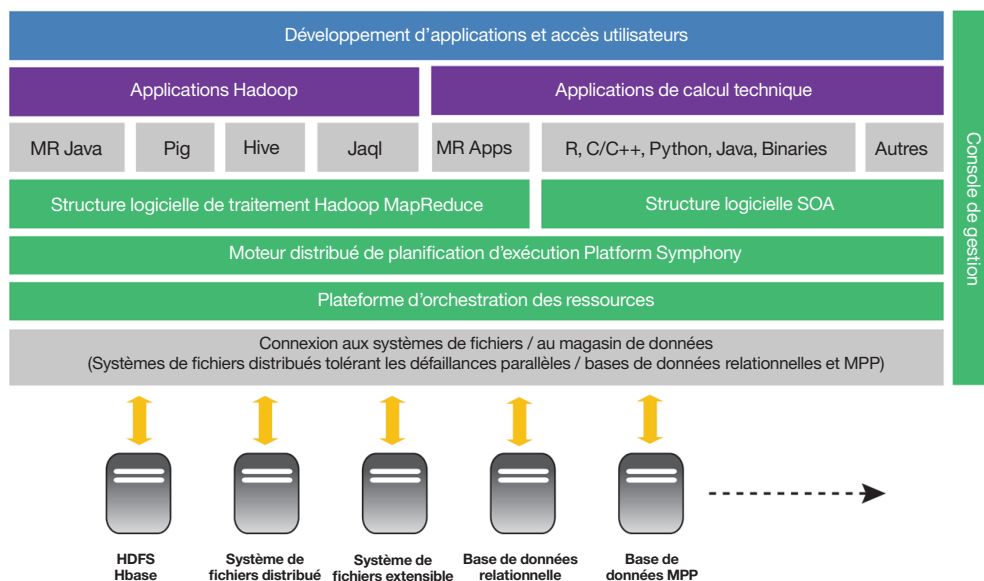 Développement d'applications et accès utilisateurs
Applications Hadoop
Applications de calcul technique
MR Java
Pig
Hive
Jaql
MR Apps
R, C/C++, Python, Java, Binaries
Autres
Structure logicielle de traitement Hadoop MapReduce
Structure logicielle SOA
Moteur distribué de planification d'exécution Platform Symphony
Plateforme d'orchestration des ressources
Connexion aux systèmes de fichiers / au magasin de données
(Systèmes de fichiers distribués tolérant les défaillances parallèles / bases de données relationnelles et MPP)
Console de gestion
HDFS
Hbase
Système de
fichiers distribué
Système de
fichiers extensible
Base de données
relationnelle
Base de
données MPP